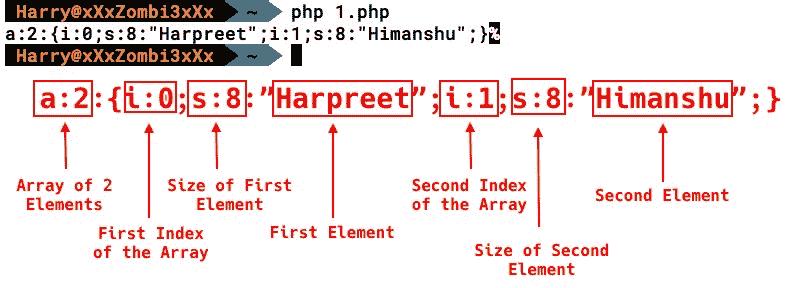 Harry@xXxZombi3xXx ~ php 1.php
a:2:{i:0;s:8:"Harpreet";i:1;s:8:"Himanshu";}%
Harry@xXxZombi3xXx ~
a:2:{i:0;s:8:”Harpreet”;i:1;s:8:”Himanshu”;}
Array of 2
Elements
Size of First
Element
Second Index
of the Array
Second Element
First Index
of the Array
First Element
Size of Second
Element